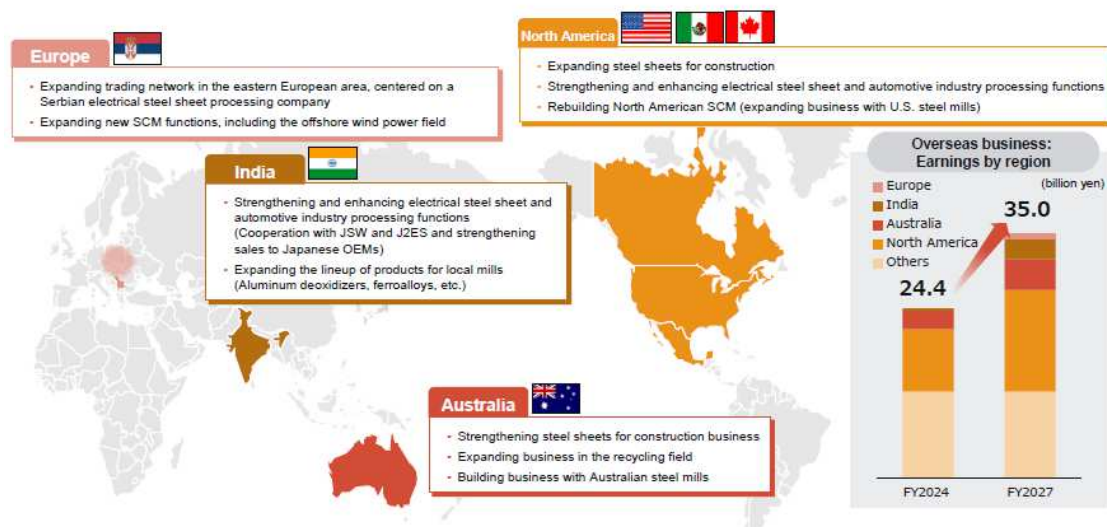 Europe
- Expanding trading network in the eastern European area, centered on a
Serbian electrical steel sheet processing company
- Expanding new SCM functions, including the offshore wind power field
North America
- Expanding steel sheets for construction
- Strengthening and enhancing electrical steel sheet and automotive industry processing functions
- Rebuilding North American SCM (expanding business with U.S. steel mills)
India
- Strengthening and enhancing electrical steel sheet and
automotive industry processing functions
(Cooperation with JSW and J2ES and strengthening
sales to Japanese OEMs)
- Expanding the lineup of products for local mills
(Aluminum deoxidizers, ferroalloys, etc.)
Australia
- Strengthening steel sheets for construction business
- Expanding business in the recycling field
- Building business with Australian steel mills
Overseas business:
Earnings by region
(billion yen)
Europe
India
Australia
North America
Others
24.4
35.0
FY2024
FY2027